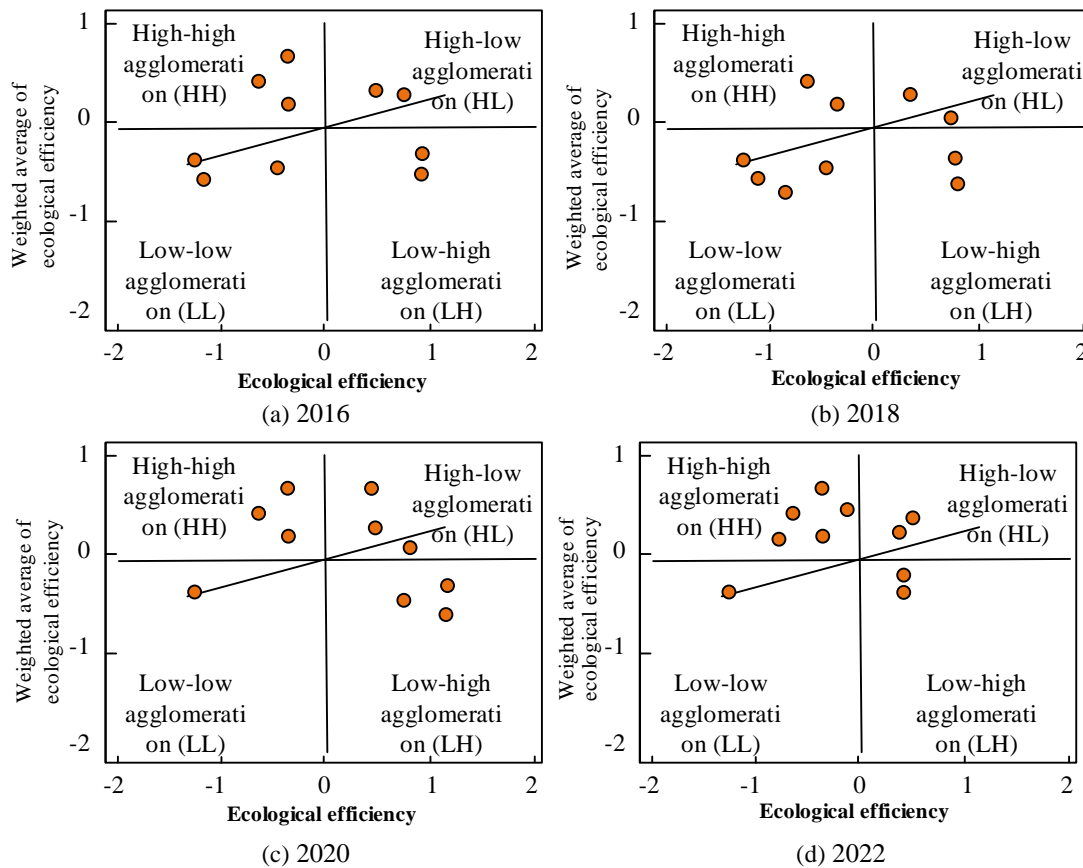 Weighted average of
ecological efficiency
1
0
-1
-2
High-high
agglomerati
on (HH)
High-low
agglomerati
on (HL)
Low-low
agglomerati
on (LL)
Low-high
agglomerati
on (LH)
-2
-1
0
1
2
Ecological efficiency
(a) 2016
Weighted average of
ecological efficiency
1
0
-1
-2
High-high
agglomerati
on (HH)
High-low
agglomerati
on (HL)
Low-low
agglomerati
on (LL)
Low-high
agglomerati
on (LH)
-2
-1
0
1
2
Ecological efficiency
(b) 2018
Weighted average of
ecological efficiency
1
0
-1
-2
High-high
agglomerati
on (HH)
High-low
agglomerati
on (HL)
Low-low
agglomerati
on (LL)
Low-high
agglomerati
on (LH)
-2
-1
0
1
2
Ecological efficiency
(c) 2020
Weighted average of
ecological efficiency
1
0
-1
-2
High-high
agglomerati
on (HH)
High-low
agglomerati
on (HL)
Low-low
agglomerati
on (LL)
Low-high
agglomerati
on (LH)
-2
-1
0
1
2
Ecological efficiency
(d) 2022